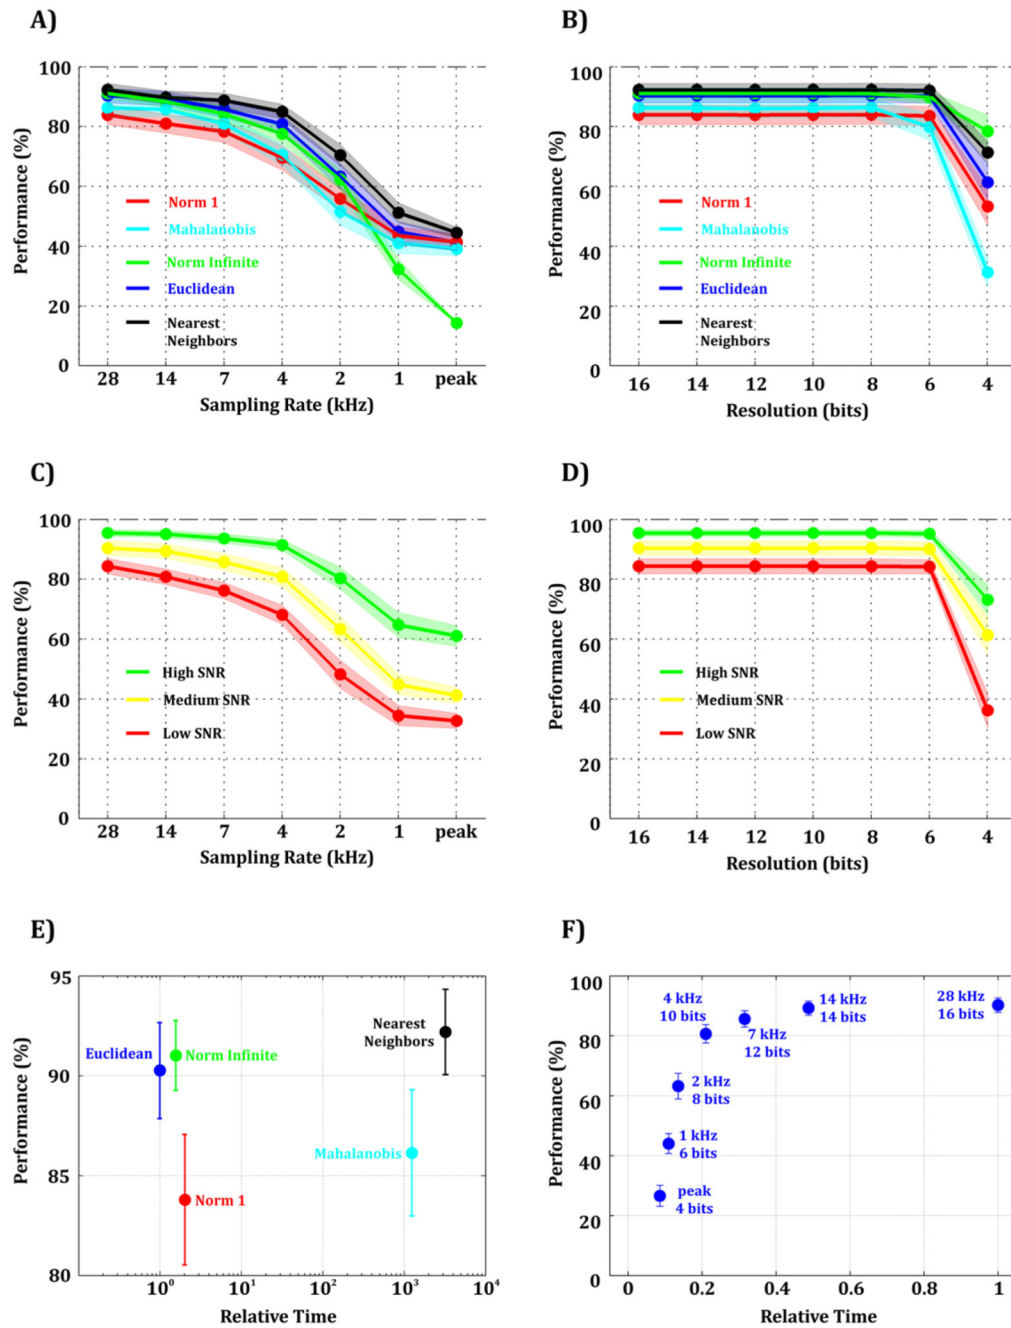 A)
Performance (%)
100
80
60
40
20
0
Norm 1
Mahalanobis
Norm Infinite
Euclidean
Nearest
Neighbors
28 14 7 4 2 1 peak
Sampling Rate (kHz)
B)
Performance (%)
100
80
60
40
20
0
Norm 1
Mahalanobis
Norm Infinite
Euclidean
Nearest
Neighbors
16 14 12 10 8 6 4
Resolution (bits)
C)
Performance (%)
100
80
60
40
20
0
High SNR
Medium SNR
Low SNR
28 14 7 4 2 1 peak
Sampling Rate (kHz)
D)
Performance (%)
100
80
60
40
20
0
High SNR
Medium SNR
Low SNR
16 14 12 10 8 6 4
Resolution (bits)
E)
Performance (%)
95
90
85
80
Euclidean
Norm Infinite
Nearest
Neighbors
Mahalanobis
Norm 1
10⁰ 10¹ 10² 10³ 10⁴
Relative Time
F)
Performance (%)
100
80
60
40
20
0
4 kHz
10 bits
14 kHz
14 bits
28 kHz
16 bits
7 kHz
12 bits
2 kHz
8 bits
1 kHz
6 bits
peak
4 bits
0 0.2 0.4 0.6 0.8 1
Relative Time